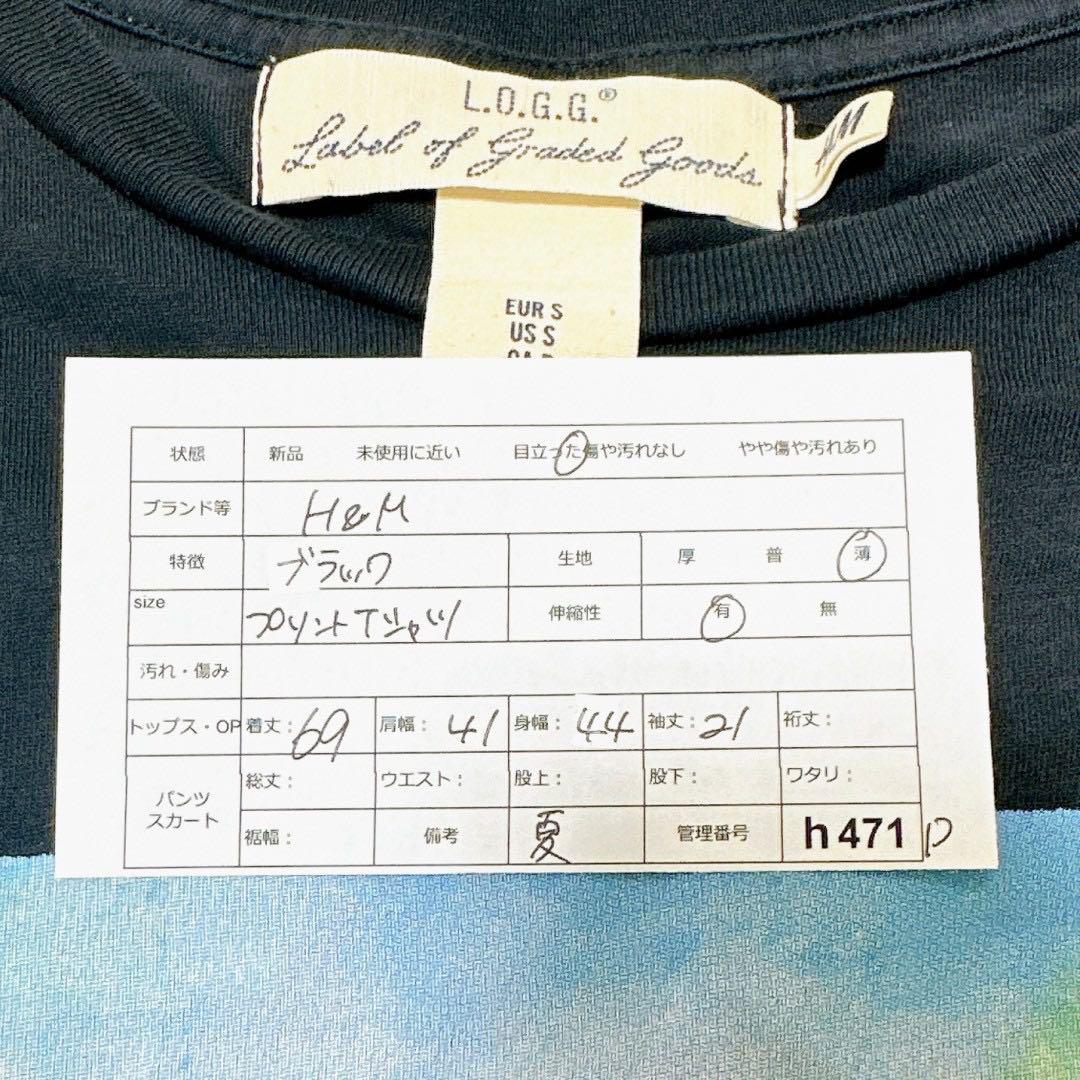 L.O.G.G.®
Label of Graded Goods
EUR S
US S
状態 新品 未使用に近い 目立った傷や汚れなし やや傷や汚れあり
ブランド等 H&M
特徴 ブラック 生地 厚 普 薄
size プリントTシャツ 伸縮性 有 無
汚れ・傷み
トップス・OP 着丈: 69 肩幅: 41 身幅: 44 袖丈: 21 裄丈:
パンツ スカート 総丈: ウエスト: 股上: 股下: ワタリ:
裾幅: 備考 夏 管理番号 h471